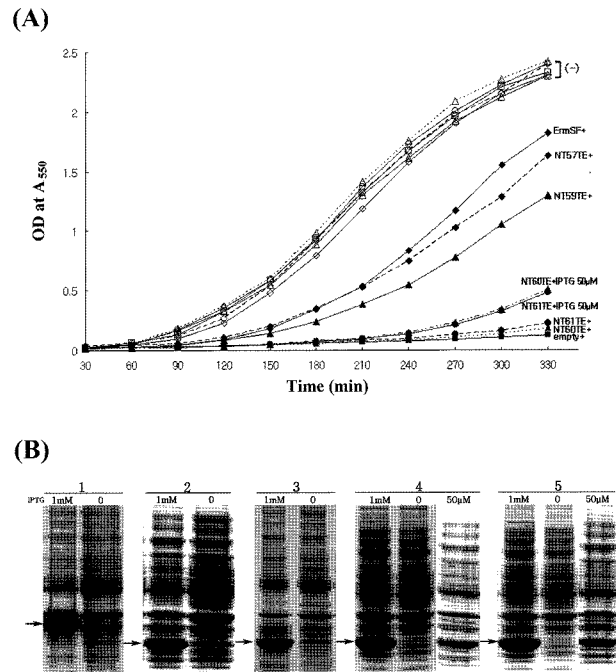 (A)
2.5
2
1.5
1
0.5
0
OD at A 550
30 60 90 120 150 180 210 240 270 300 330
Time (min)
(-)
ErmSF+
NT57TE+
NT59TE+
NT60TE+IPTG 50μM
NT61TE+IPTG 50μM
NT61TE+
NT60TE+
empty+
(B)
1 2 3 4 5
IPTG 1mM 0 1mM 0 1mM 0 1mM 0 50μM 1mM 0 50μM